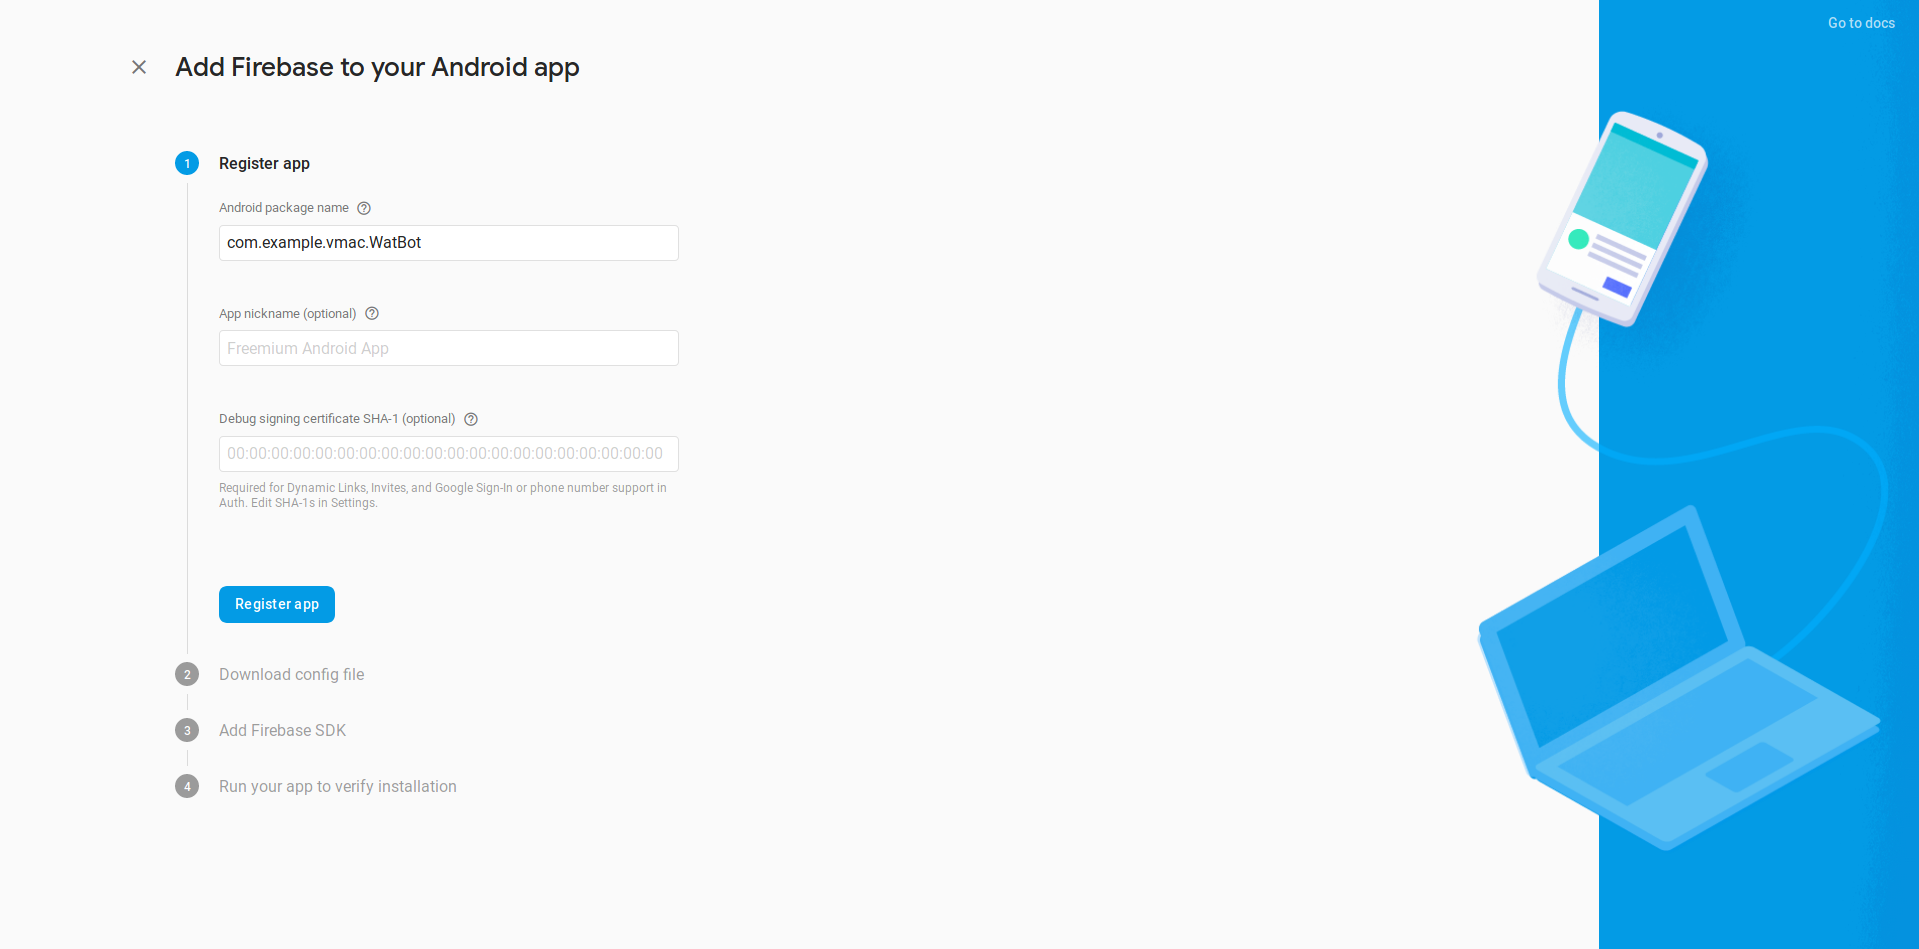 Go to docs
Add Firebase to your Android app
1 Register app
Android package name
com.example.vmac.WatBot
App nickname (optional)
Freemium Android App
Debug signing certificate SHA-1 (optional)
00:00:00:00:00:00:00:00:00:00:00:00:00:00:00:00:00:00:00:00
Required for Dynamic Links, Invites, and Google Sign-In or phone number support in
Auth. Edit SHA-1s in Settings.
Register app
2 Download config file
3 Add Firebase SDK
4 Run your app to verify installation